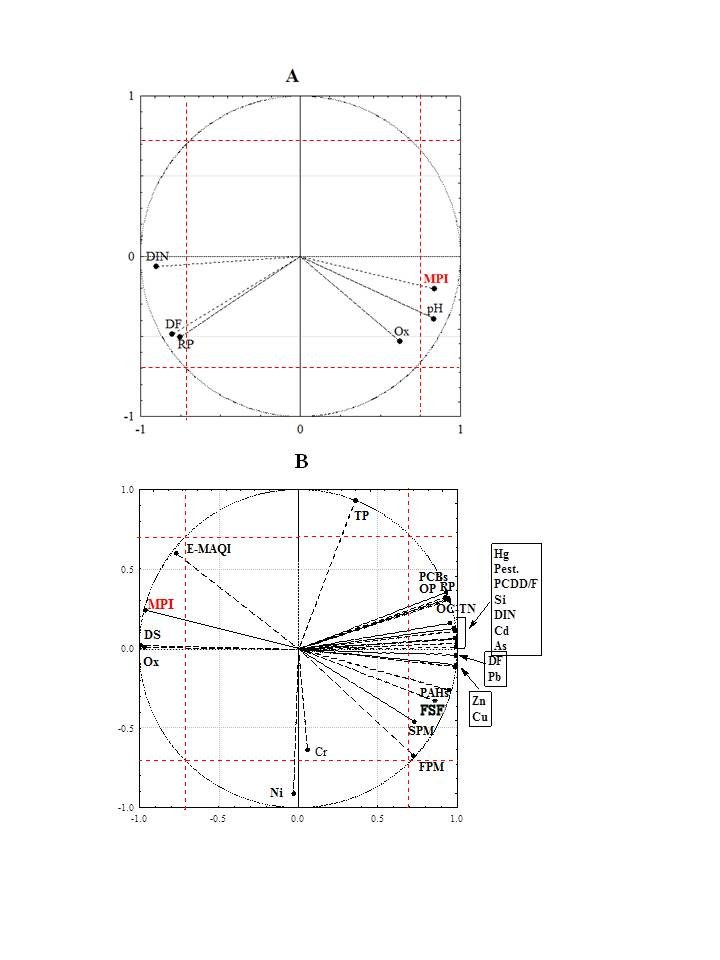 A
1
DIN
0
MPI
pH
DF
Ox
RP
-1
-1
0
1
B
1.0
TP
E-MAQI
0.5
PCBs
OP RP
MPI
OC TN
DS
0.0
Ox
PAHs
FSF
-0.5
SPM
Cr
FPM
Ni
-1.0
-1.0
-0.5
0.0
0.5
1.0
Hg
Pest.
PCDD/F
Si
DIN
Cd
As
DF
Pb
Zn
Cu